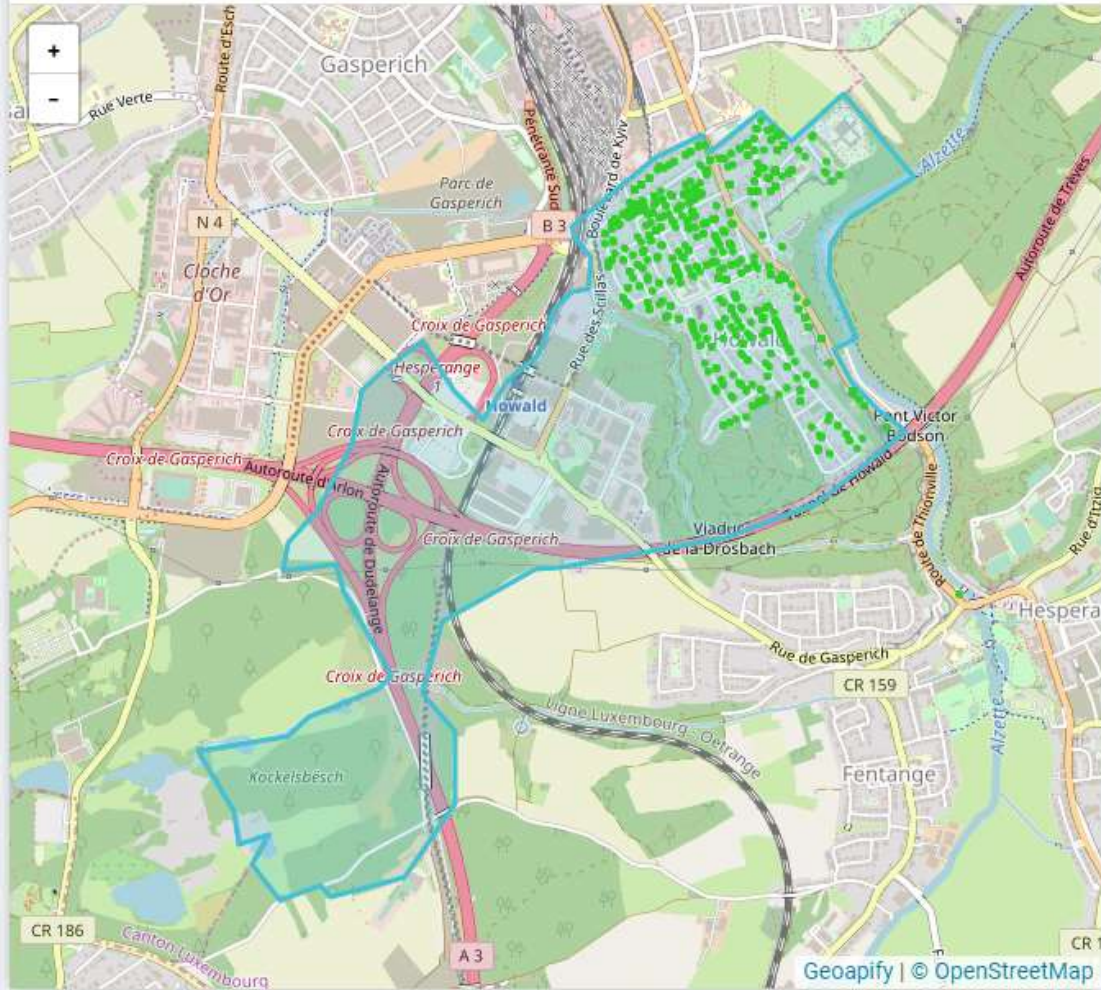 +
-
Route d'Esch
Gasperich
Rue Verte
Pénétrante Sud
Boulevard de Kyiv
Alzette
Autoroute de Trèves
Parc de
Gasperich
N 4
B 3
Cloche
d'Or
Rue des Scillas
Croix de Gasperich
Hesperange
1
Howald
Howald
Croix de Gasperich
Pont Victor
Bodson
Croix de Gasperich
Autoroute d'Arlon
Autoroute de Dudelange
Croix de Gasperich
Viaduc
de la Drosbach
Tunnel de Howald
Route de Thionville
Rue d'Itzig
Hespera
Rue de Gasperich
Croix de Gasperich
CR 159
Ligne Luxembourg - Oetrange
Alzette
Kockelsbësch
Fentange
CR 186
Canton Luxembourg
A 3
CR 1
Geoapify | © OpenStreetMap